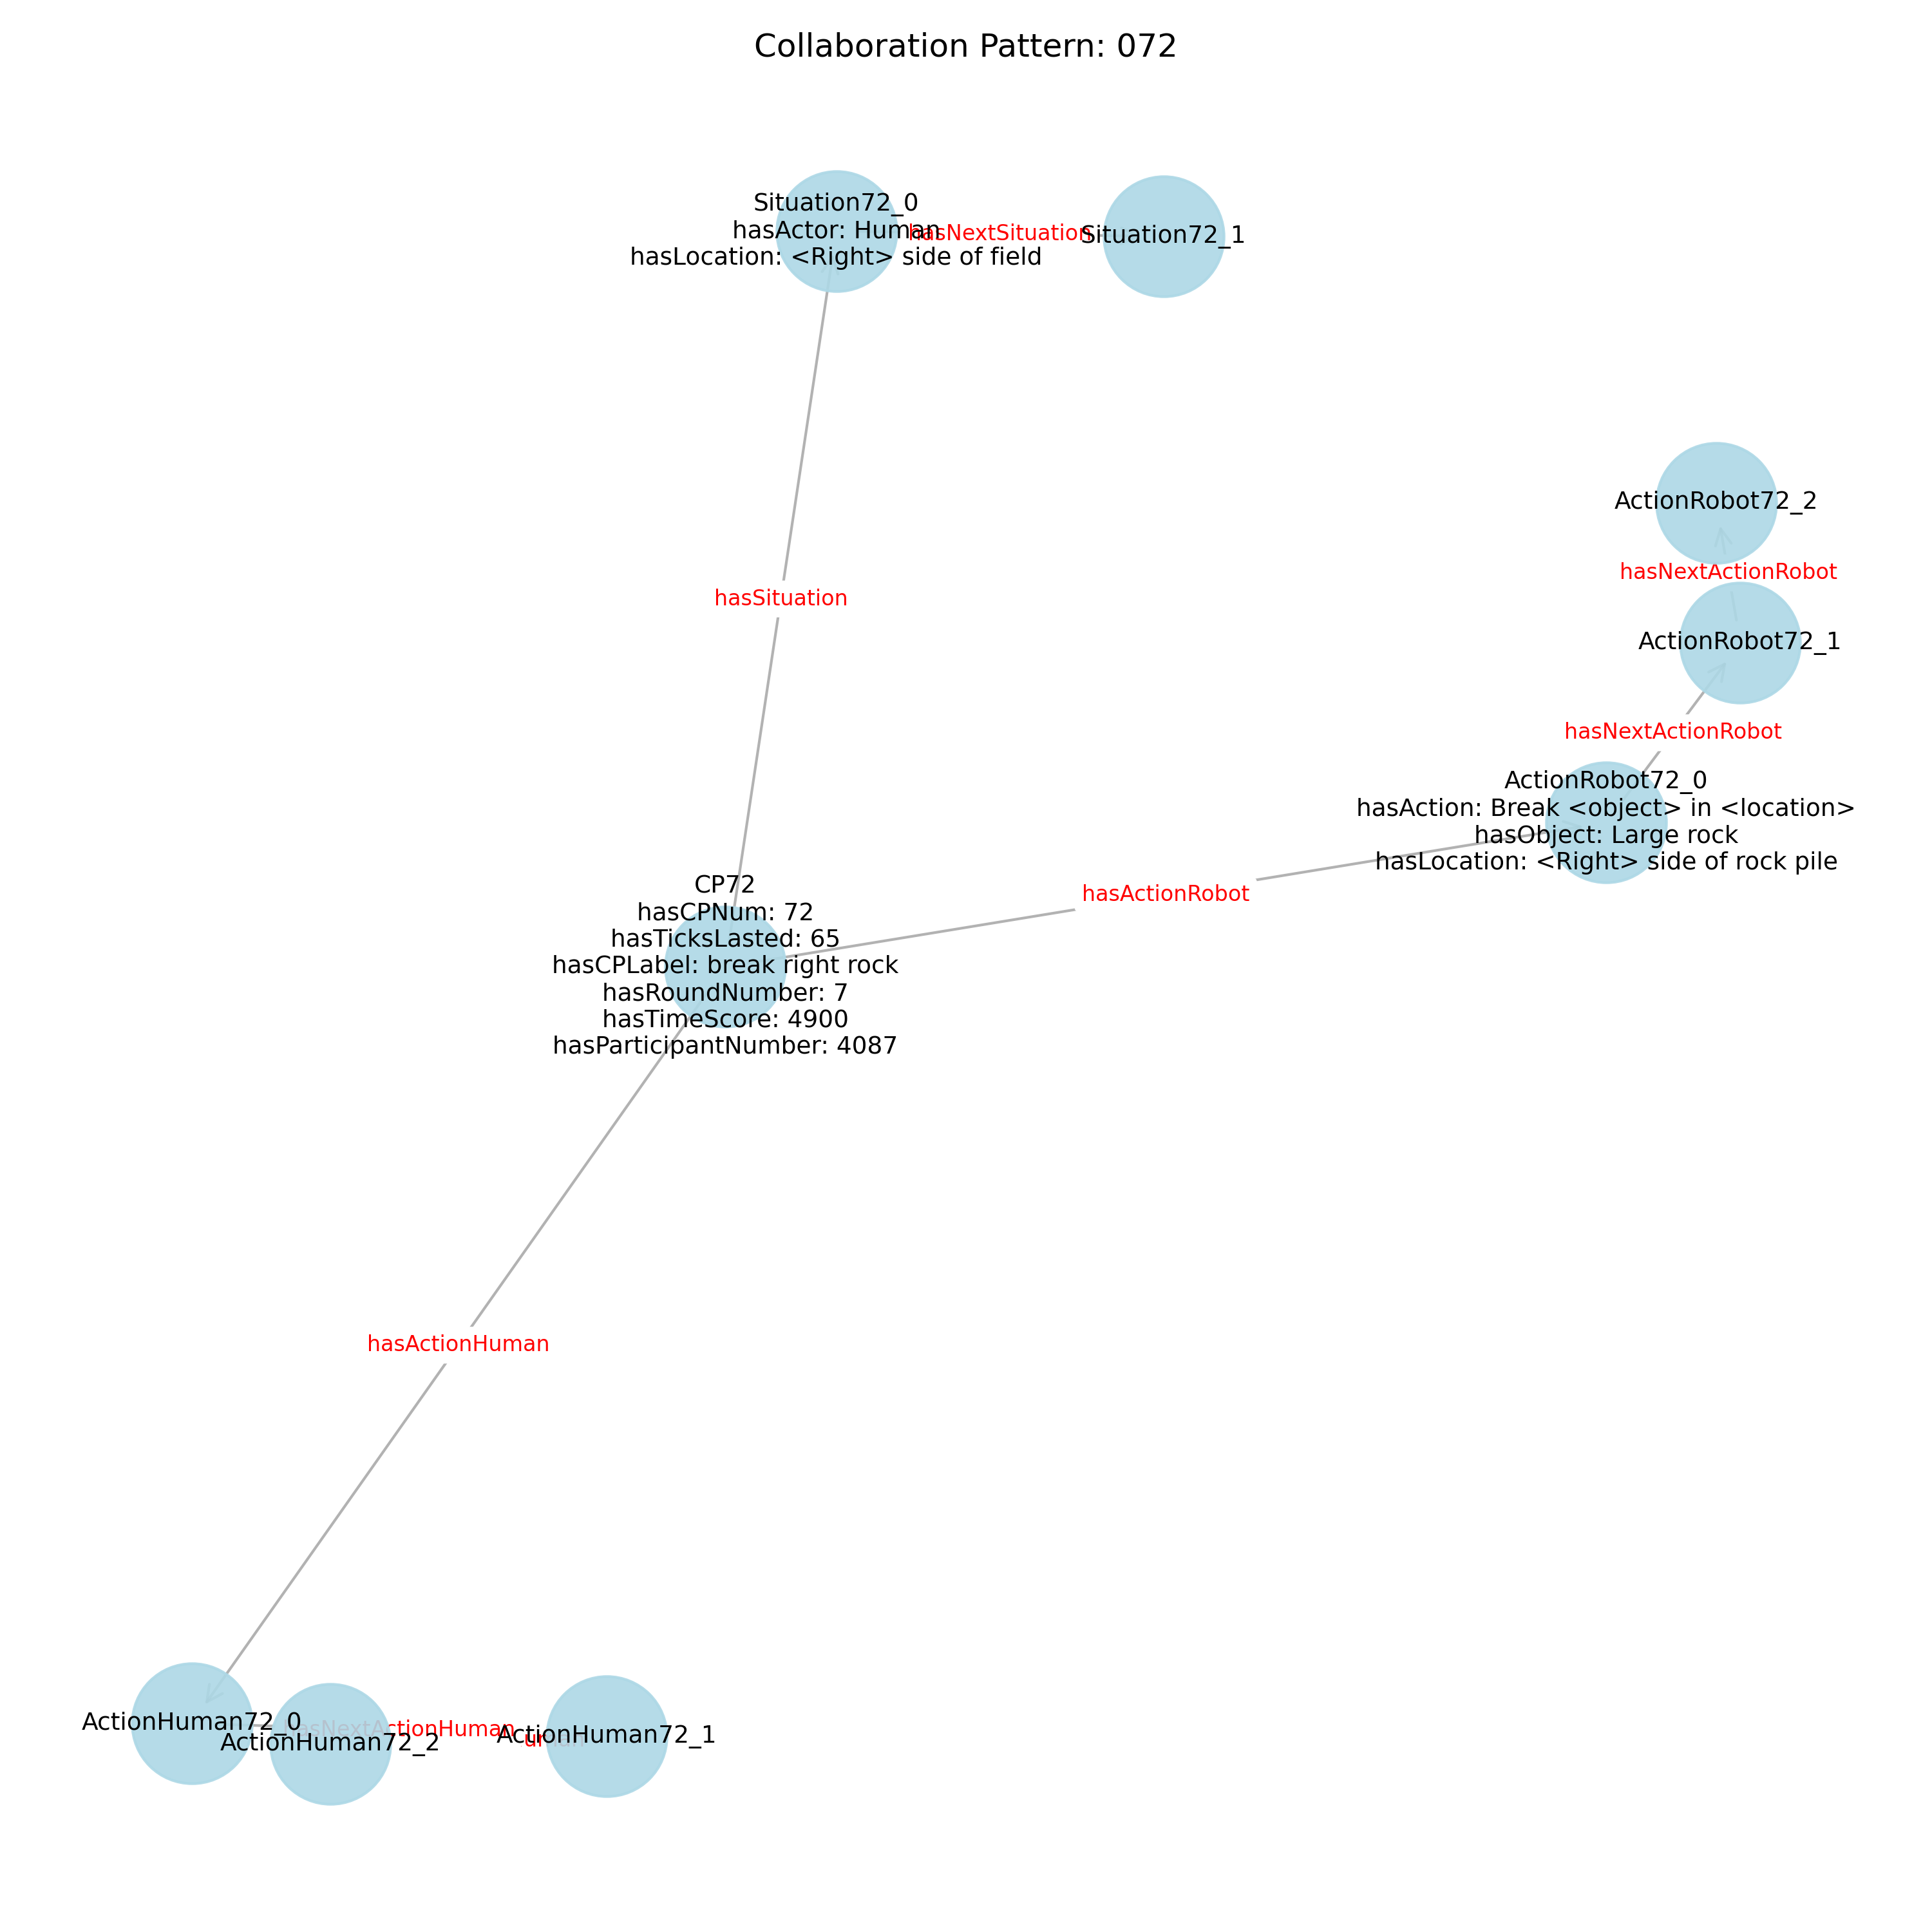 Collaboration Pattern: 072
Situation72_0
hasActor: Human
hasLocation: <Right> side of field
hasNextSituation
Situation72_1
ActionRobot72_2
hasNextActionRobot
ActionRobot72_1
hasNextActionRobot
hasSituation
ActionRobot72_0
hasAction: Break <object> in <location>
hasObject: Large rock
hasLocation: <Right> side of rock pile
hasActionRobot
CP72
hasCPNum: 72
hasTicksLasted: 65
hasCPLabel: break right rock
hasRoundNumber: 7
hasTimeScore: 4900
hasParticipantNumber: 4087
hasActionHuman
ActionHuman72_0
hasNextActionHuman
ActionHuman72_2
ActionHuman72_1